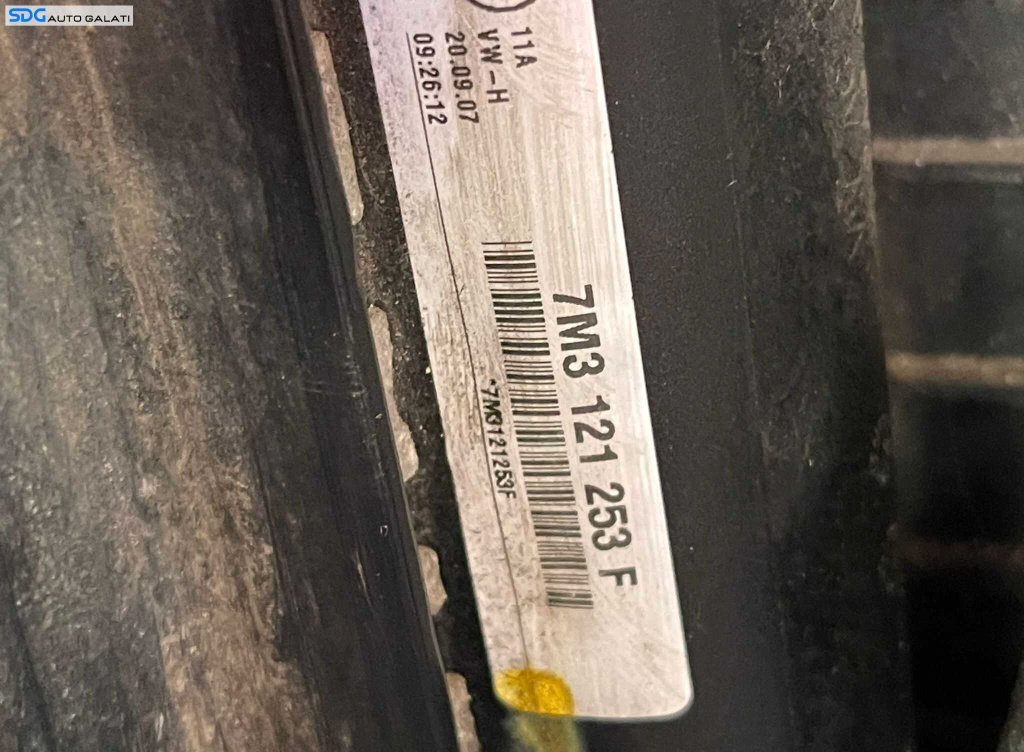 SDG AUTO GALATI
11A
VW-H
20.09.07
09:26:12
7M3 121 253 F
*7M3121253F